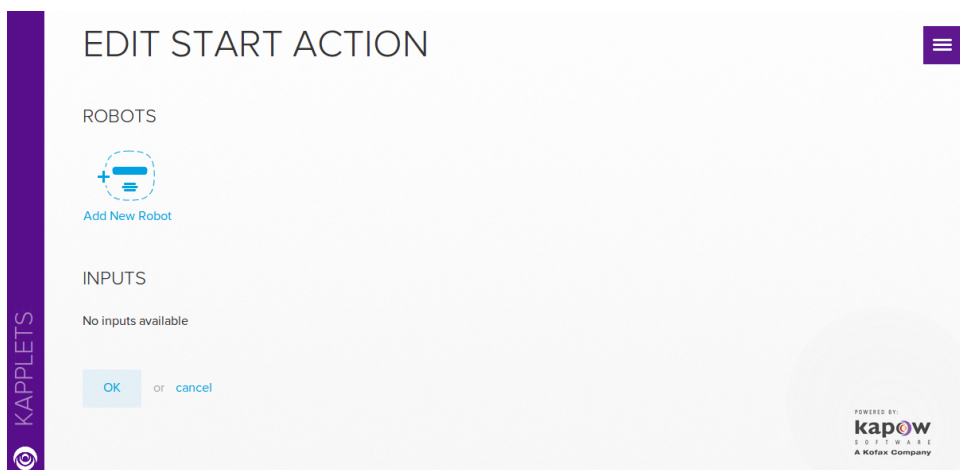 EDIT START ACTION
ROBOTS
Add New Robot
INPUTS
No inputs available
OK or cancel
KAPPLETS
POWERED BY:
kapow
SOFTWARE
A Kofax Company